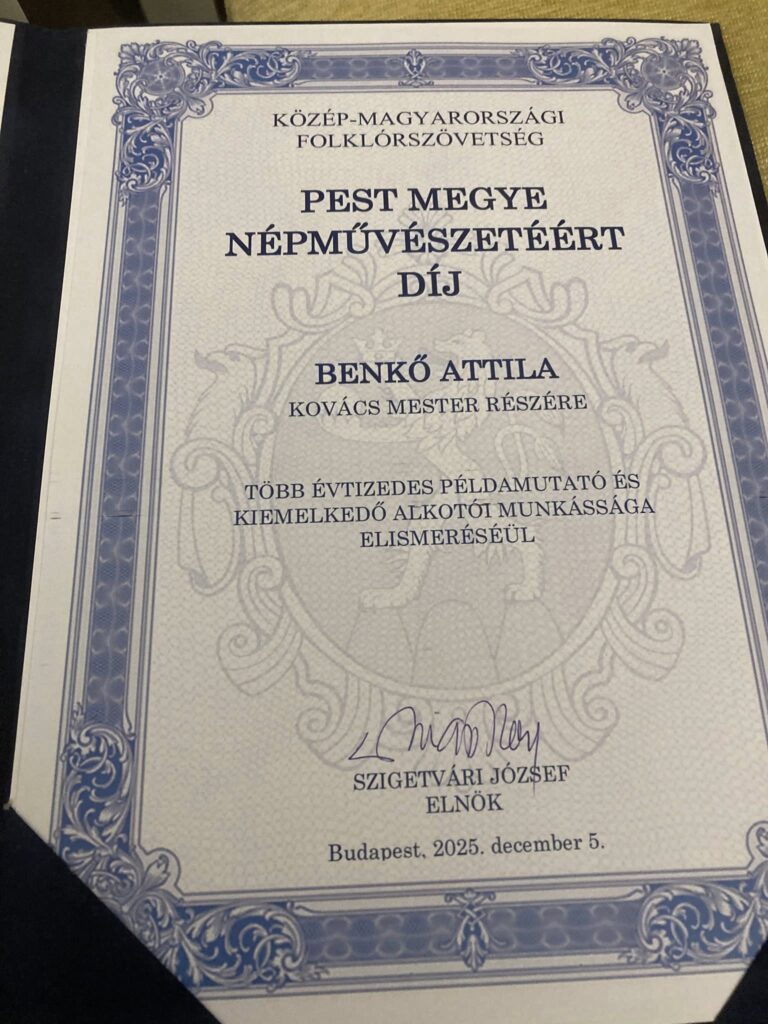 KÖZÉP-MAGYARORSZÁGI
FOLKLÓRSZÖVETSÉG
PEST MEGYE
NÉPMŰVÉSZETÉÉRT
DÍJ
BENKŐ ATTILA
KOVÁCS MESTER RÉSZÉRE
TÖBB ÉVTIZEDES PÉLDAMUTATÓ ÉS
KIEMELKEDŐ ALKOTÓI MUNKÁSSÁGA
ELISMERÉSÉÜL
SZIGETVÁRI JÓZSEF
ELNÖK
Budapest, 2025. december 5.